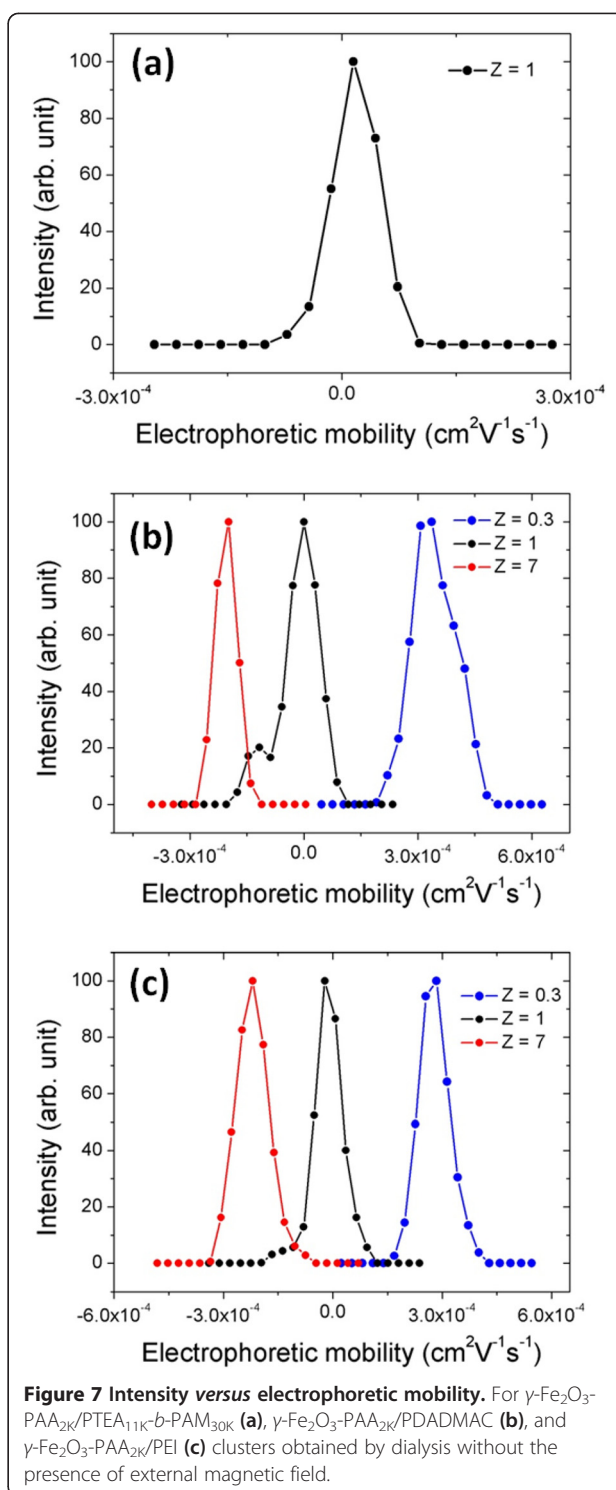 (a)
Z = 1
100
80
60
40
20
0
Intensity (arb. unit)
-3.0x10⁻⁴
0.0
3.0x10⁻⁴
Electrophoretic mobility (cm²V⁻¹s⁻¹)
(b)
Z = 0.3
Z = 1
Z = 7
100
80
60
40
20
0
Intensity (arb. unit)
-3.0x10⁻⁴
0.0
3.0x10⁻⁴
6.0x10⁻⁴
Electrophoretic mobility (cm²V⁻¹s⁻¹)
(c)
Z = 0.3
Z = 1
Z = 7
100
80
60
40
20
0
Intensity (arb. unit)
-6.0x10⁻⁴
-3.0x10⁻⁴
0.0
3.0x10⁻⁴
6.0x10⁻⁴
Electrophoretic mobility (cm²V⁻¹s⁻¹)
Figure 7 Intensity versus electrophoretic mobility. For γ-Fe₂O₃-
PAA₂K/PTEA₁₁K-b-PAM₃₀K (a), γ-Fe₂O₃-PAA₂K/PDADMAC (b), and
γ-Fe₂O₃-PAA₂K/PEI (c) clusters obtained by dialysis without the
presence of external magnetic field.